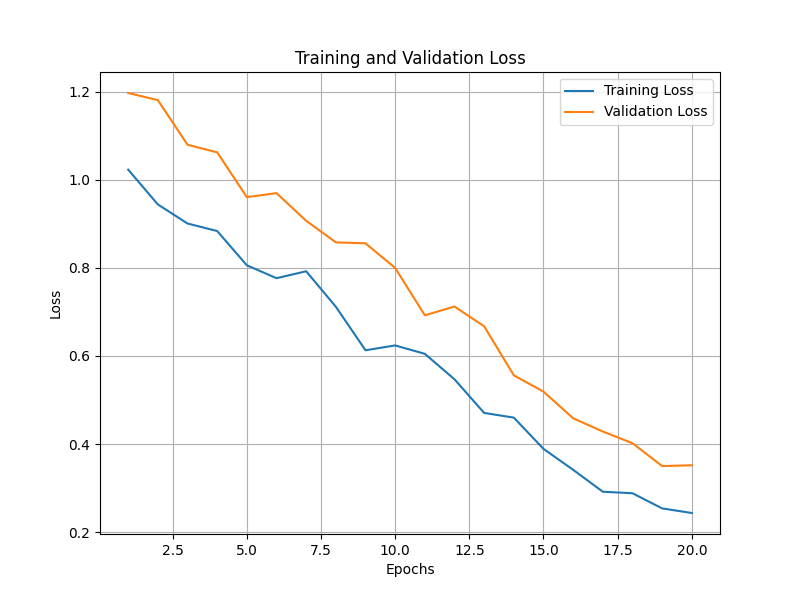 Training and Validation Loss
Training Loss
Validation Loss
1.2
1.0
0.8
0.6
0.4
0.2
Loss
2.5 5.0 7.5 10.0 12.5 15.0 17.5 20.0
Epochs